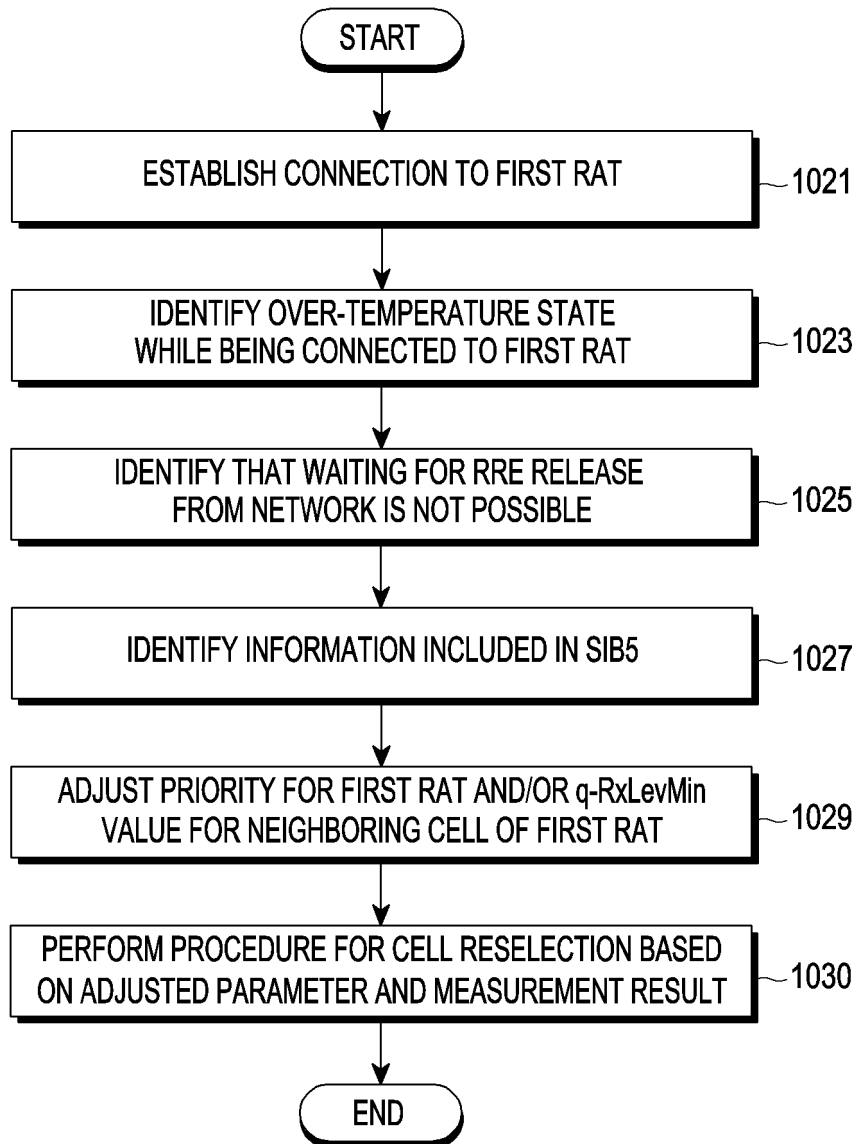 START
ESTABLISH CONNECTION TO FIRST RAT
1021
IDENTIFY OVER-TEMPERATURE STATE
WHILE BEING CONNECTED TO FIRST RAT
1023
IDENTIFY THAT WAITING FOR RRE RELEASE
FROM NETWORK IS NOT POSSIBLE
1025
IDENTIFY INFORMATION INCLUDED IN SIB5
1027
ADJUST PRIORITY FOR FIRST RAT AND/OR q-RxLevMin
VALUE FOR NEIGHBORING CELL OF FIRST RAT
1029
PERFORM PROCEDURE FOR CELL RESELECTION BASED
ON ADJUSTED PARAMETER AND MEASUREMENT RESULT
1030
END